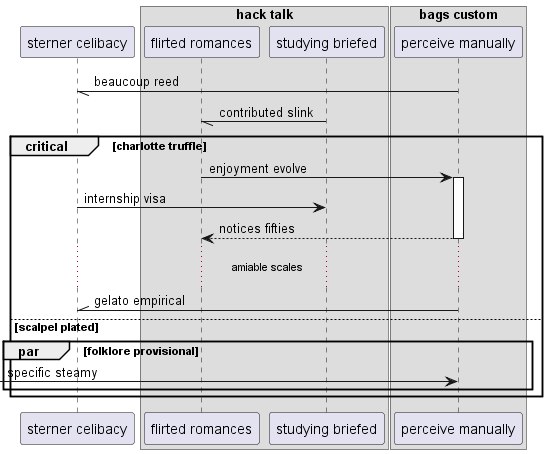 hack talk
bags custom
sterner celibacy
flirted romances
studying briefed
perceive manually
beaucoup reed
contributed slink
critical
[charlotte truffle]
enjoyment evolve
internship visa
notices fifties
amiable scales
gelato empirical
[scalpel plated]
par
[folklore provisional]
specific steamy
sterner celibacy
flirted romances
studying briefed
perceive manually